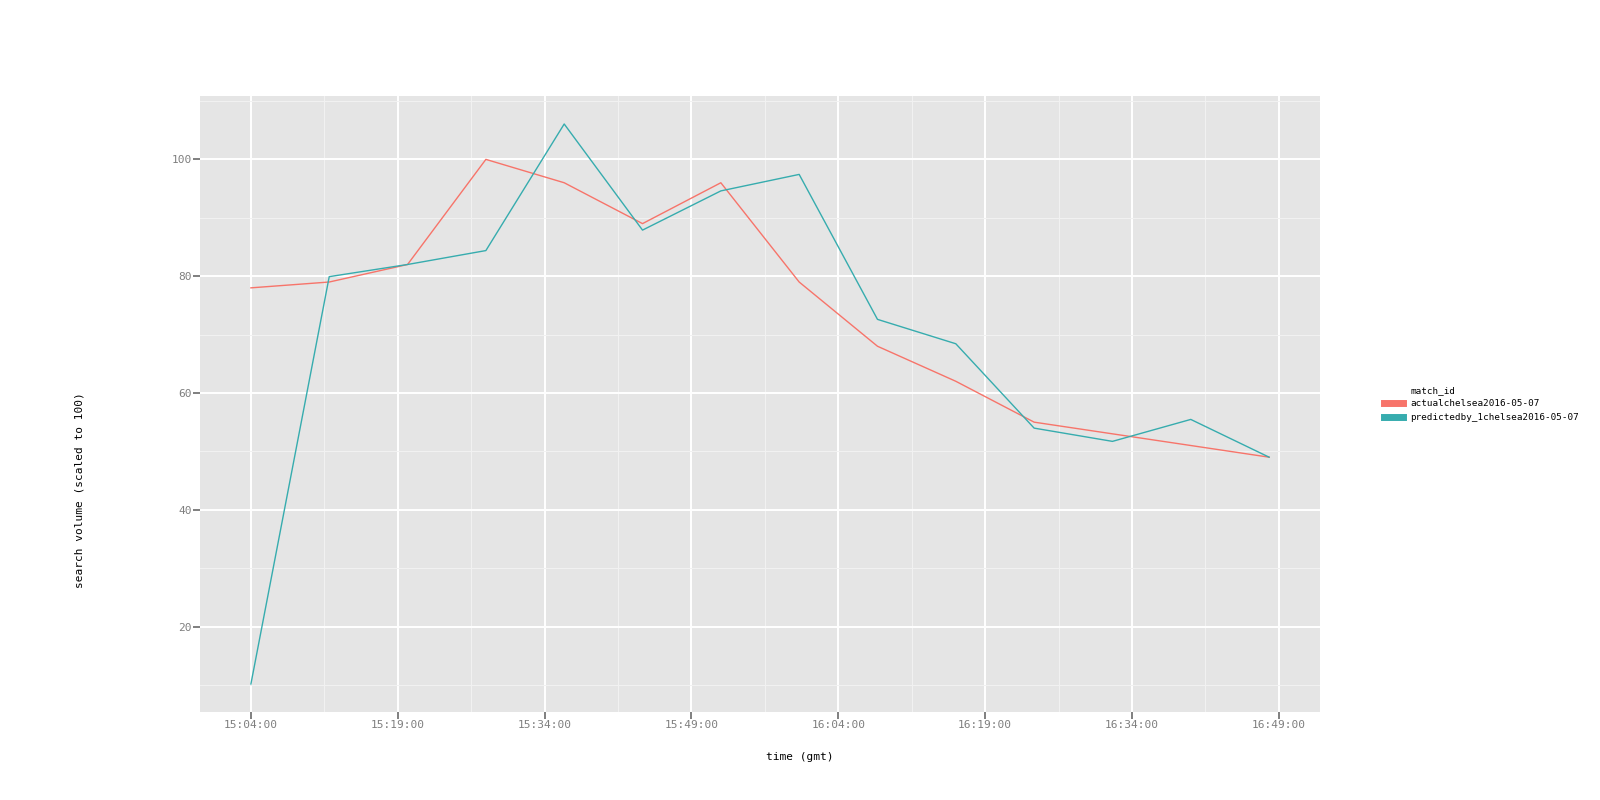 100
80
60
40
20
search volume (scaled to 100)
15:04:00 15:19:00 15:34:00 15:49:00 16:04:00 16:19:00 16:34:00 16:49:00
time (gmt)
match_id
actualchelsea2016-05-07
predictedby_1chelsea2016-05-07